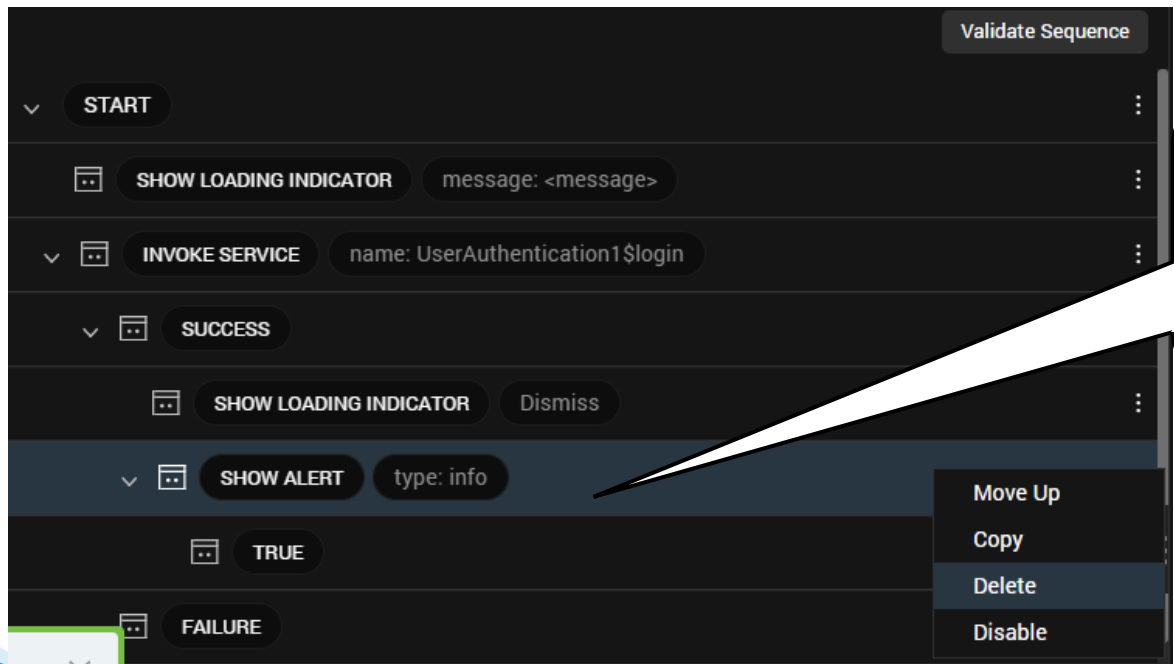 Validate Sequence
START
SHOW LOADING INDICATOR message: <message>
INVOKE SERVICE name: UserAuthentication1$login
SUCCESS
SHOW LOADING INDICATOR Dismiss
SHOW ALERT type: info
Move Up
Copy
TRUE
Delete
FAILURE
Disable